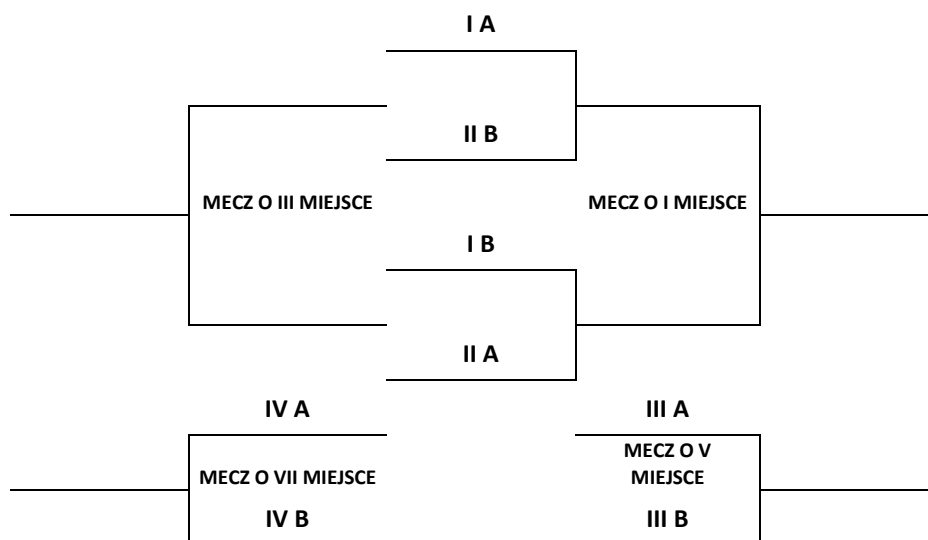 I A
II B
MECZ O III MIEJSCE
MECZ O I MIEJSCE
I B
II A
IV A
III A
MECZ O V
MIEJSCE
MECZ O VII MIEJSCE
IV B
III B